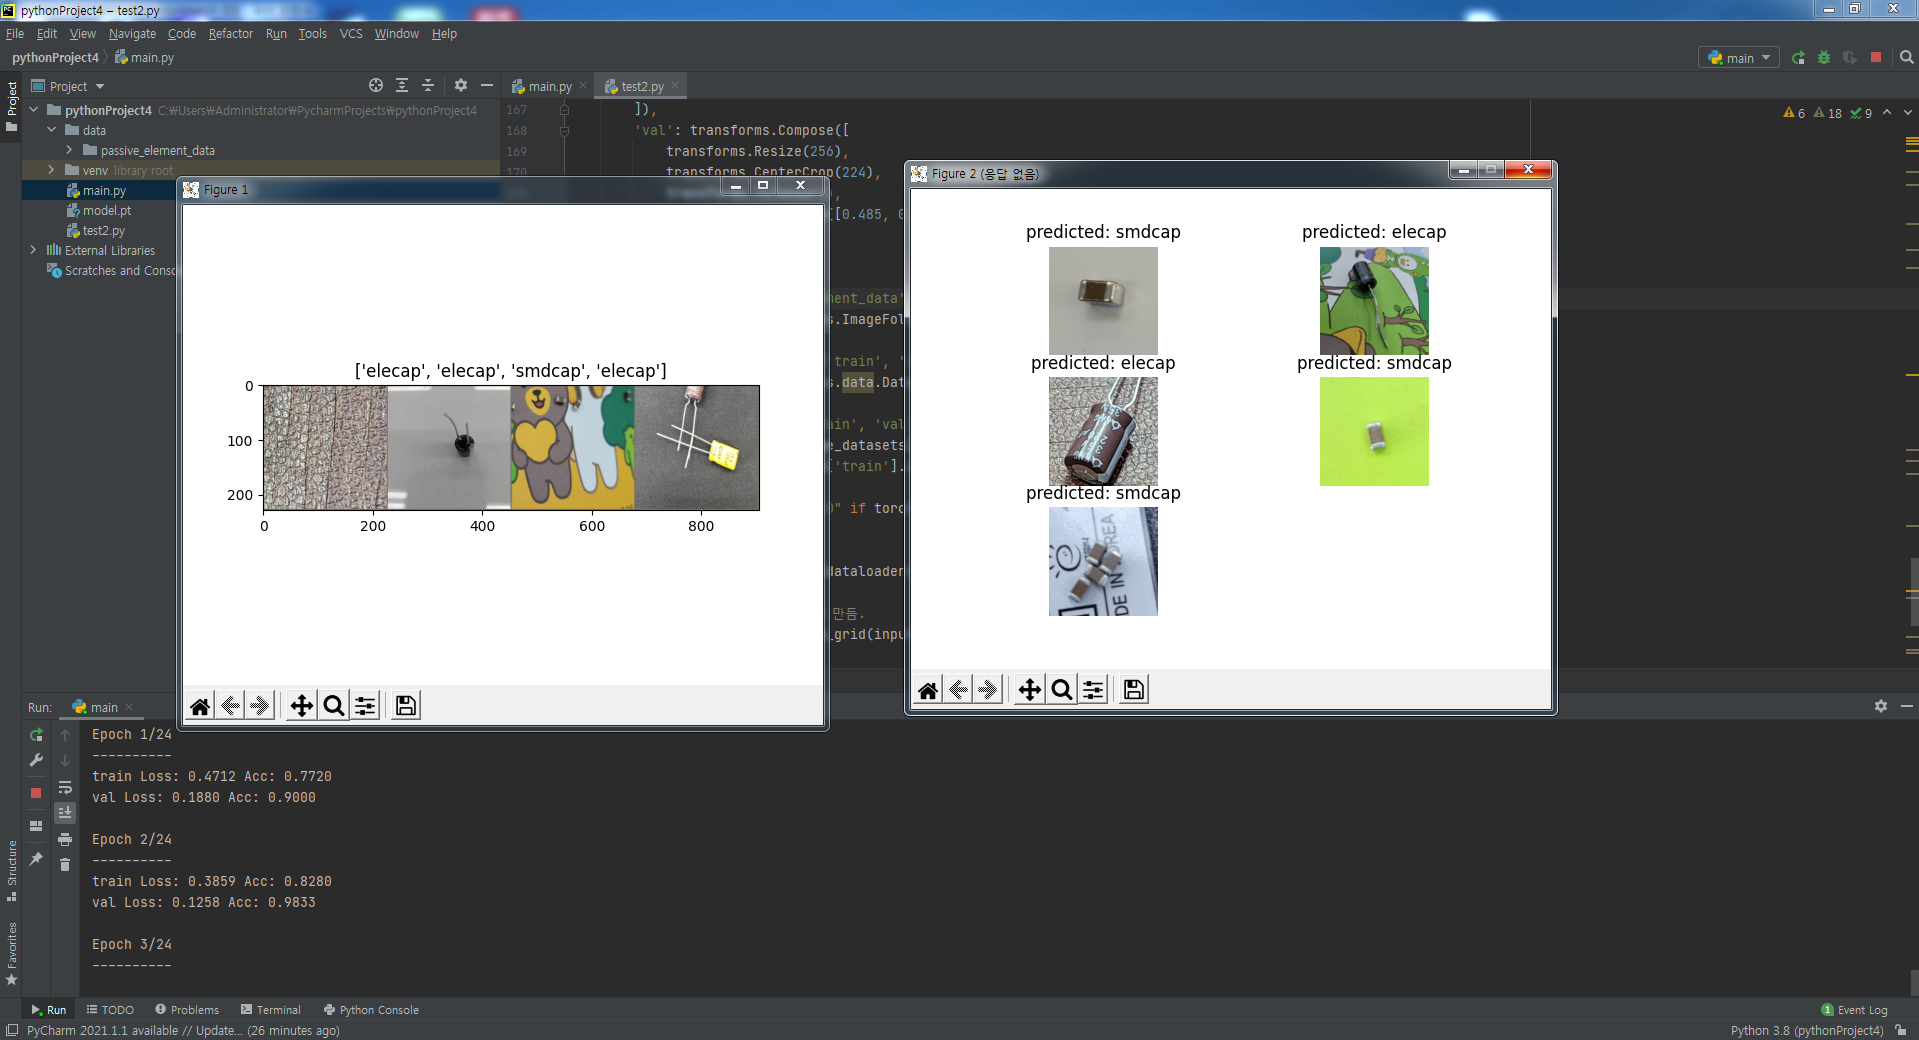 pythonProject4 – test2.py
File Edit View Navigate Code Refactor Run Tools VCS Window Help
pythonProject4 main.py
main
Project
main.py
test2.py
Project
pythonProject4 C:₩Users₩Administrator₩PycharmProjects₩pythonProject4
data
passive_element_data
venv library root
main.py
model.pt
test2.py
External Libraries
Scratches and Consc
167 ]),
168 'val': transforms.Compose([
169 transforms.Resize(256),
170 transforms.CenterCrop(224),
[0.485, 0
6 18 9
ment_data'
s.ImageFol
train', '
s.data.Dat
ain', 'val
e_datasets
['train'].
0" if torc
dataloader
만듬.
_grid(inpu
Figure 1
['elecap', 'elecap', 'smdcap', 'elecap']
0
100
200
0 200 400 600 800
Figure 2 (응답 없음)
predicted: smdcap
predicted: elecap
predicted: elecap
predicted: smdcap
predicted: smdcap
Run: main
Epoch 1/24
----------
train Loss: 0.4712 Acc: 0.7720
val Loss: 0.1880 Acc: 0.9000
Epoch 2/24
----------
train Loss: 0.3859 Acc: 0.8280
val Loss: 0.1258 Acc: 0.9833
Epoch 3/24
----------
Structure
Favorites
Run TODO Problems Terminal Python Console
1 Event Log
PyCharm 2021.1.1 available // Update... (26 minutes ago)
Python 3.8 (pythonProject4)